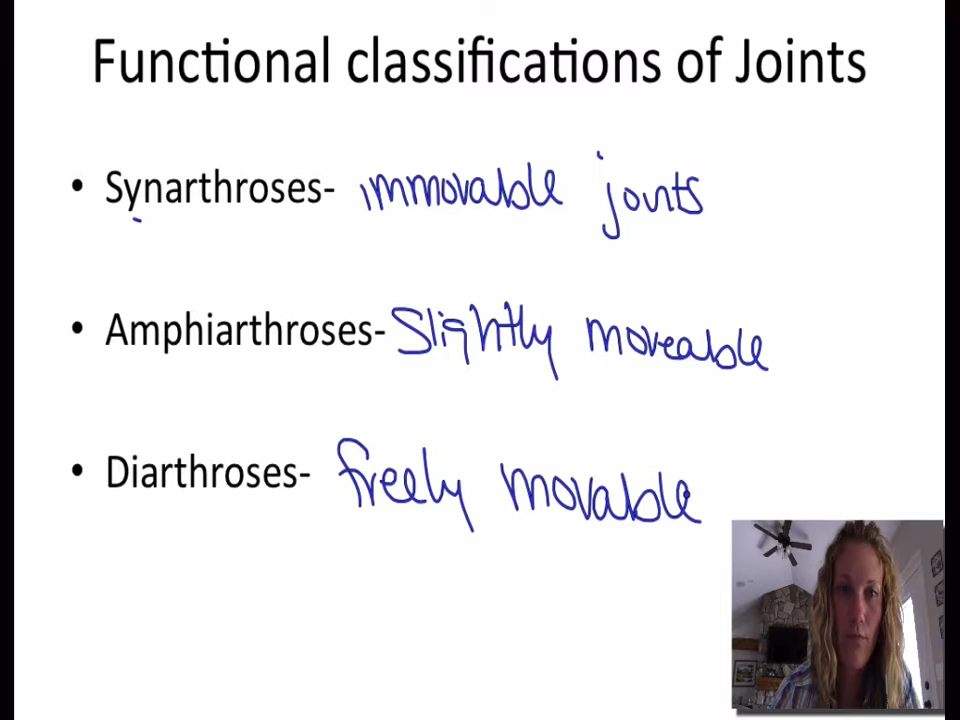 Functional classifications of Joints
• Synarthroses- immovable joints
• Amphiarthroses- Slightly moveable
• Diarthroses- freely movable